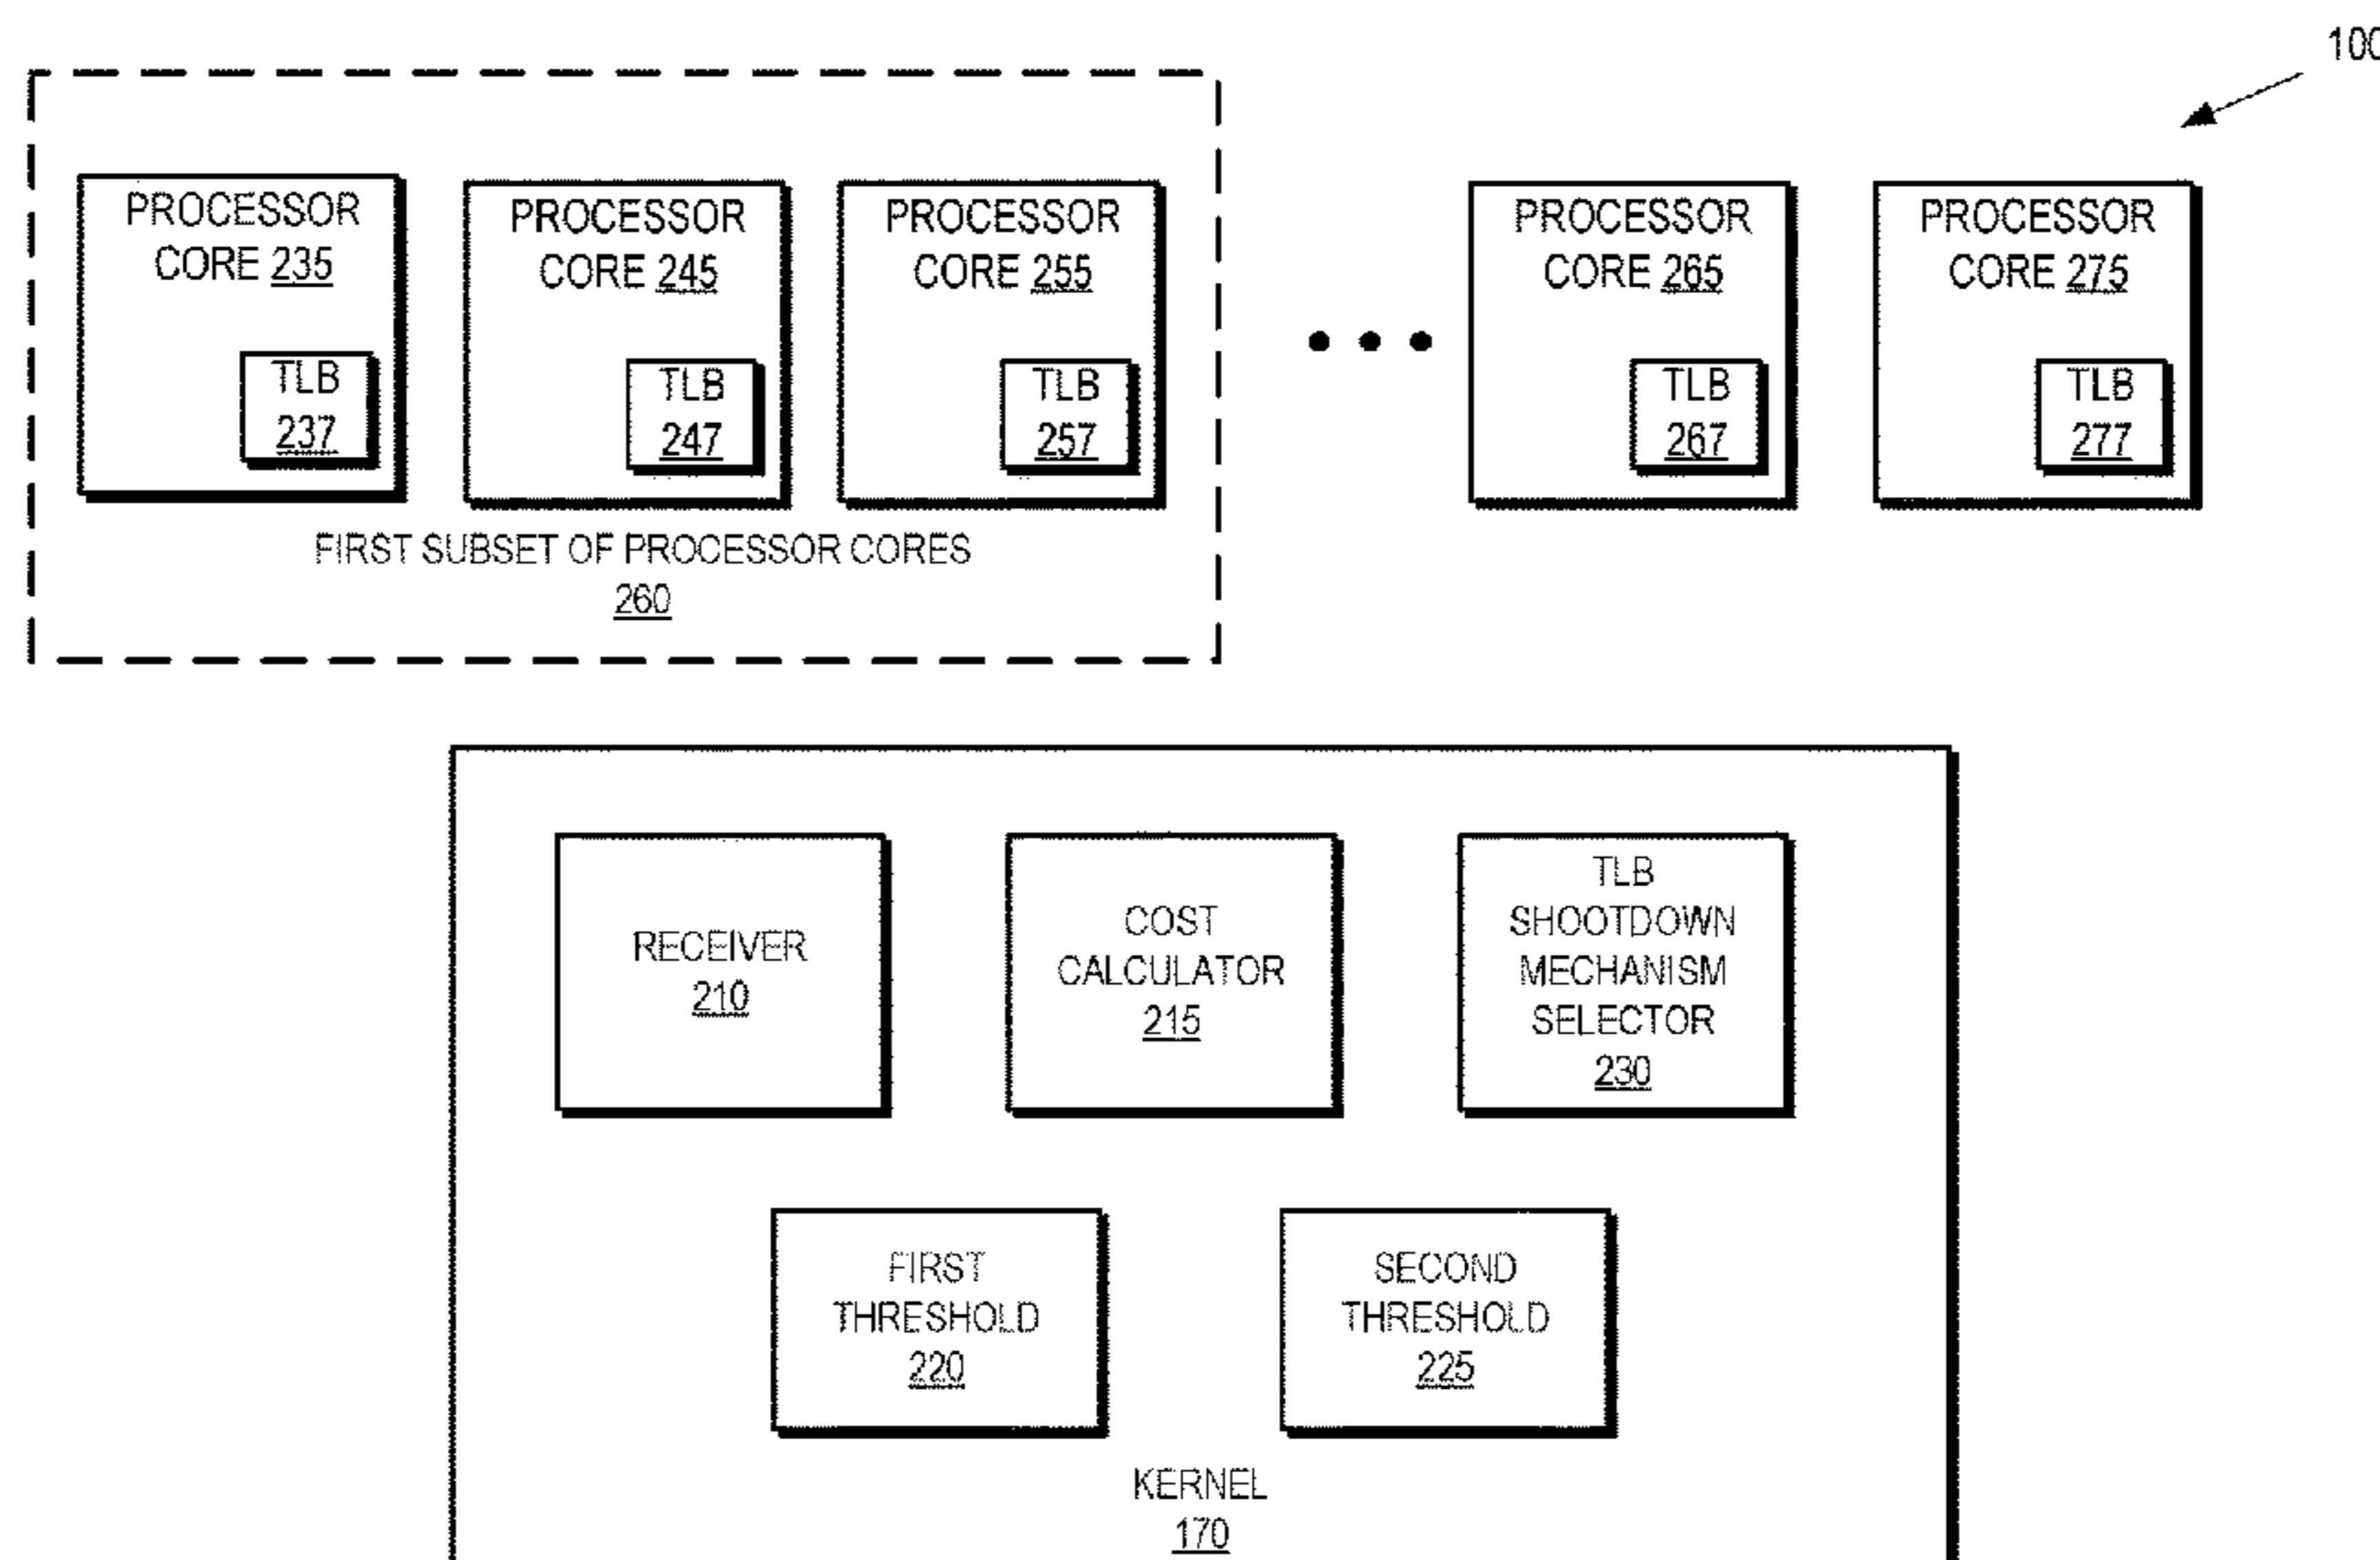 100
PROCESSOR
CORE 235
TLB
237
PROCESSOR
CORE 245
TLB
247
PROCESSOR
CORE 255
TLB
257
PROCESSOR
CORE 265
TLB
267
PROCESSOR
CORE 275
TLB
277
FIRST SUBSET OF PROCESSOR CORES
260
RECEIVER
210
COST
CALCULATOR
215
TLB
SHOOTDOWN
MECHANISM
SELECTOR
230
FIRST
THRESHOLD
220
SECOND
THRESHOLD
225
KERNEL
170